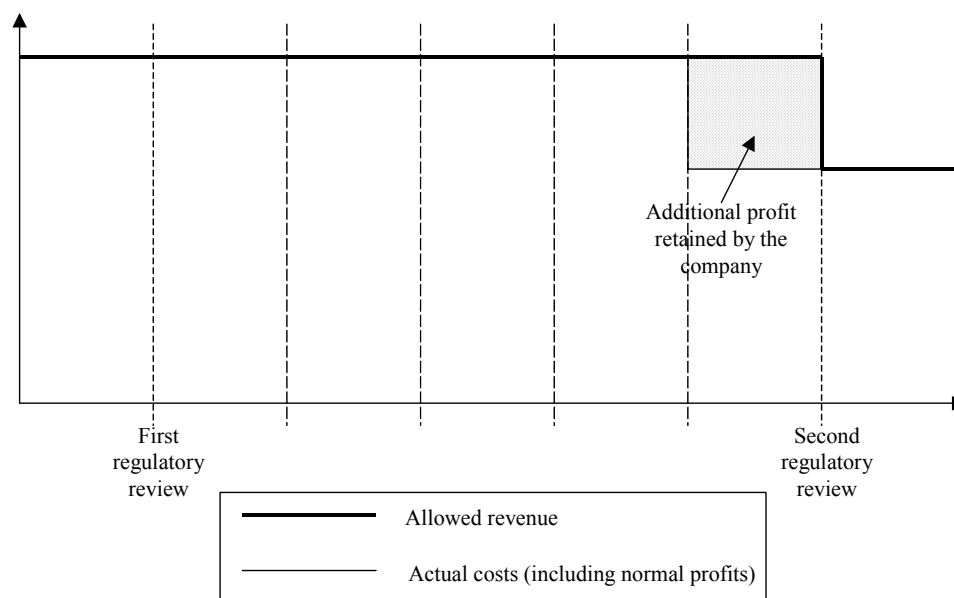 Additional profit
retained by the
company
First
regulatory
review
Second
regulatory
review
Allowed revenue
Actual costs (including normal profits)